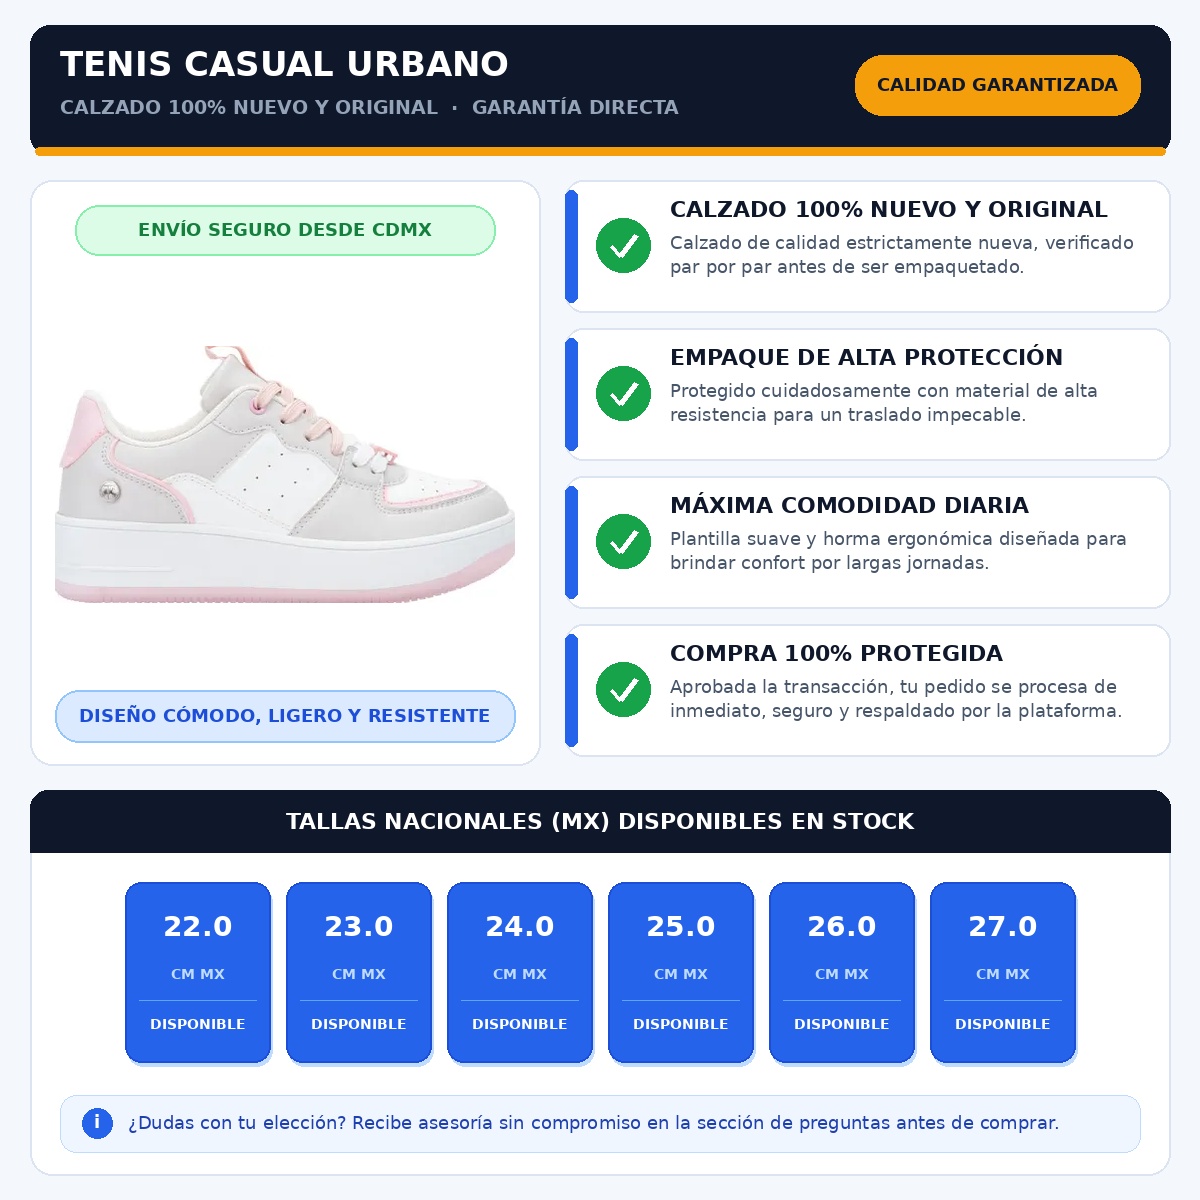 TENIS CASUAL URBANO
CALZADO 100% NUEVO Y ORIGINAL · GARANTÍA DIRECTA
CALIDAD GARANTIZADA
ENVÍO SEGURO DESDE CDMX
DISEÑO CÓMODO, LIGERO Y RESISTENTE
CALZADO 100% NUEVO Y ORIGINAL
Calzado de calidad estrictamente nueva, verificado
par por par antes de ser empaquetado.
EMPAQUE DE ALTA PROTECCIÓN
Protegido cuidadosamente con material de alta
resistencia para un traslado impecable.
MÁXIMA COMODIDAD DIARIA
Plantilla suave y horma ergonómica diseñada para
brindar confort por largas jornadas.
COMPRA 100% PROTEGIDA
Aprobada la transacción, tu pedido se procesa de
inmediato, seguro y respaldado por la plataforma.
TALLAS NACIONALES (MX) DISPONIBLES EN STOCK
22.0
CM MX
DISPONIBLE
23.0
CM MX
DISPONIBLE
24.0
CM MX
DISPONIBLE
25.0
CM MX
DISPONIBLE
26.0
CM MX
DISPONIBLE
27.0
CM MX
DISPONIBLE
i ¿Dudas con tu elección? Recibe asesoría sin compromiso en la sección de preguntas antes de comprar.